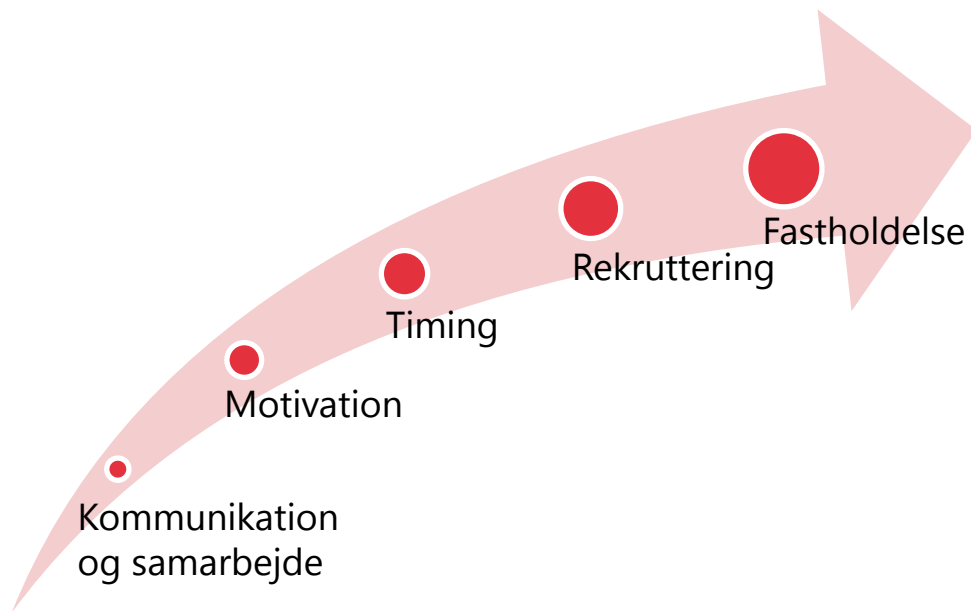 Kommunikation
og samarbejde
Motivation
Timing
Rekruttering
Fastholdelse